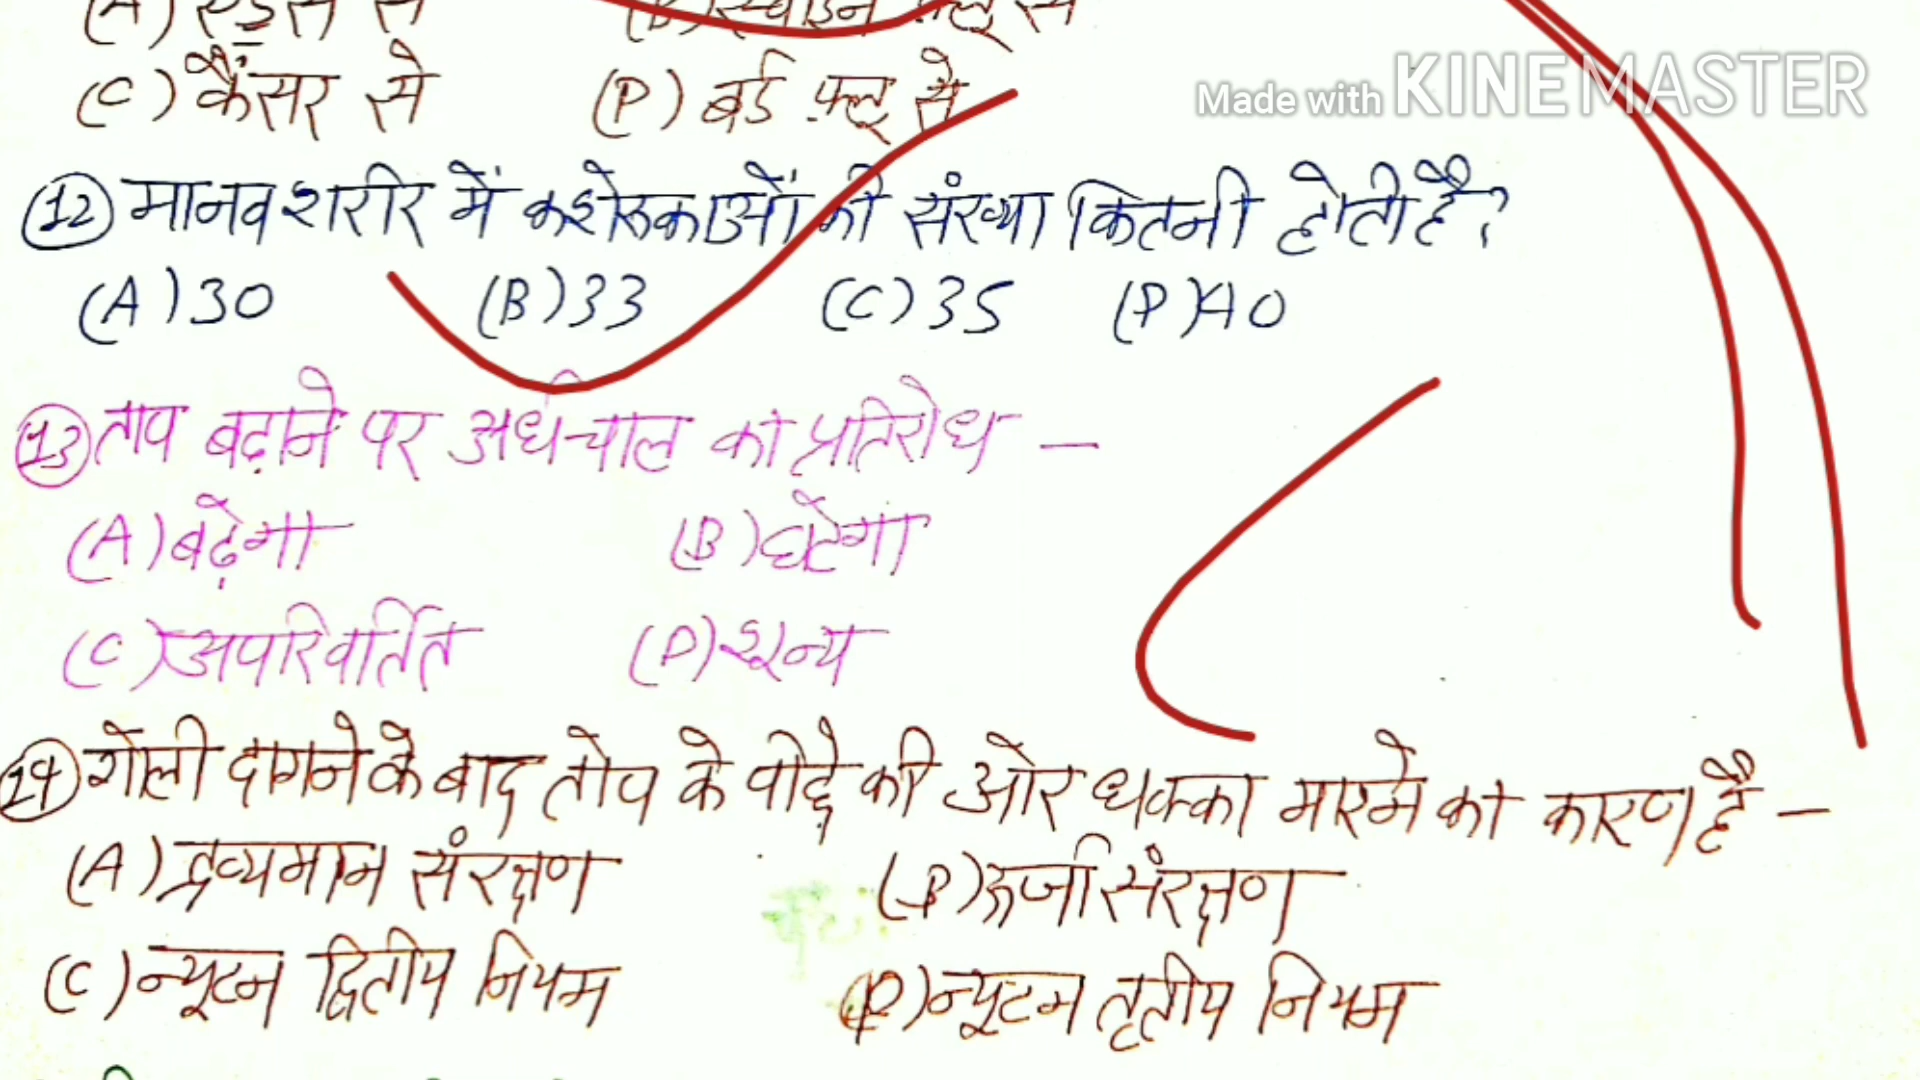 (A) एड्स से (B) स्वाइन फ्लू से
(C) कैंसर से (D) बर्ड फ्लू से
Made with KINEMASTER
(12) मानव शरीर में कशेरुकाओं की संख्या कितनी होती है?
(A) 30 (B) 33 (C) 35 (D) 40
(13) ताप बढ़ाने पर अर्धचाल का प्रतिरोध –
(A) बढ़ेगा (B) घटेगा
(C) अपरिवर्तित (D) शून्य
(14) गोली दागने के बाद तोप के पीछे की ओर धक्का मारने का कारण है –
(A) द्रव्यमान संरक्षण (B) ऊर्जा संरक्षण
(C) न्यूटन द्वितीय नियम (D) न्यूटन तृतीय नियम